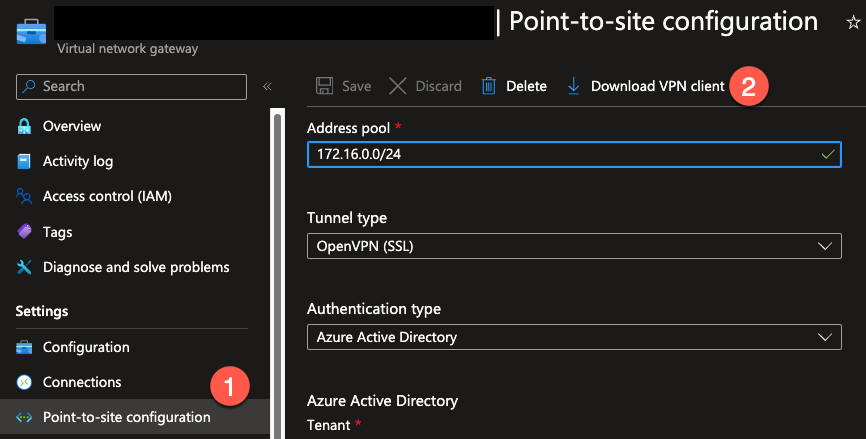 | Point-to-site configuration
Virtual network gateway
Search
«
Save
Discard
Delete
Download VPN client
2
Overview
Activity log
Access control (IAM)
Tags
Diagnose and solve problems
Settings
Configuration
Connections
1
Point-to-site configuration
Address pool *
172.16.0.0/24
Tunnel type
OpenVPN (SSL)
Authentication type
Azure Active Directory
Azure Active Directory
Tenant *